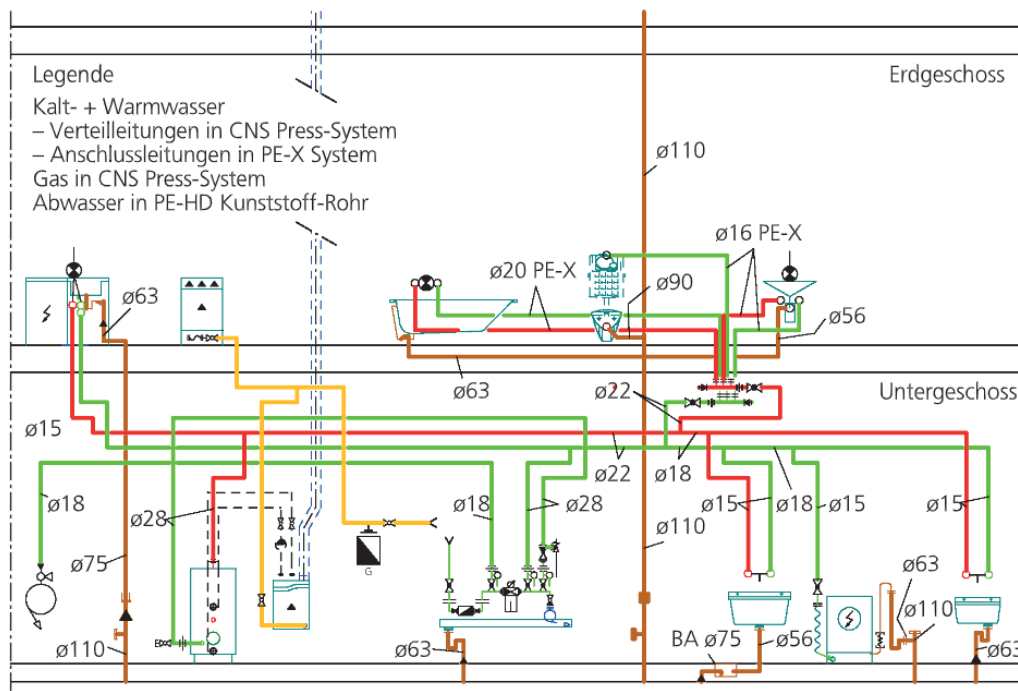 Legende
Erdgeschoss
Kalt- + Warmwasser
– Verteilleitungen in CNS Press-System
– Anschlussleitungen in PE-X System
Gas in CNS Press-System
Abwasser in PE-HD Kunststoff-Rohr
ø110
ø16 PE-X
ø20 PE-X
ø90
ø63
ø56
ø63
Untergeschoss
ø22
ø15
ø22
ø18
ø18
ø28
ø18
ø28
ø15
ø18
ø15
ø15
ø110
ø75
G
ø63
ø110
ø110
ø63
BA ø75
ø56
ø63